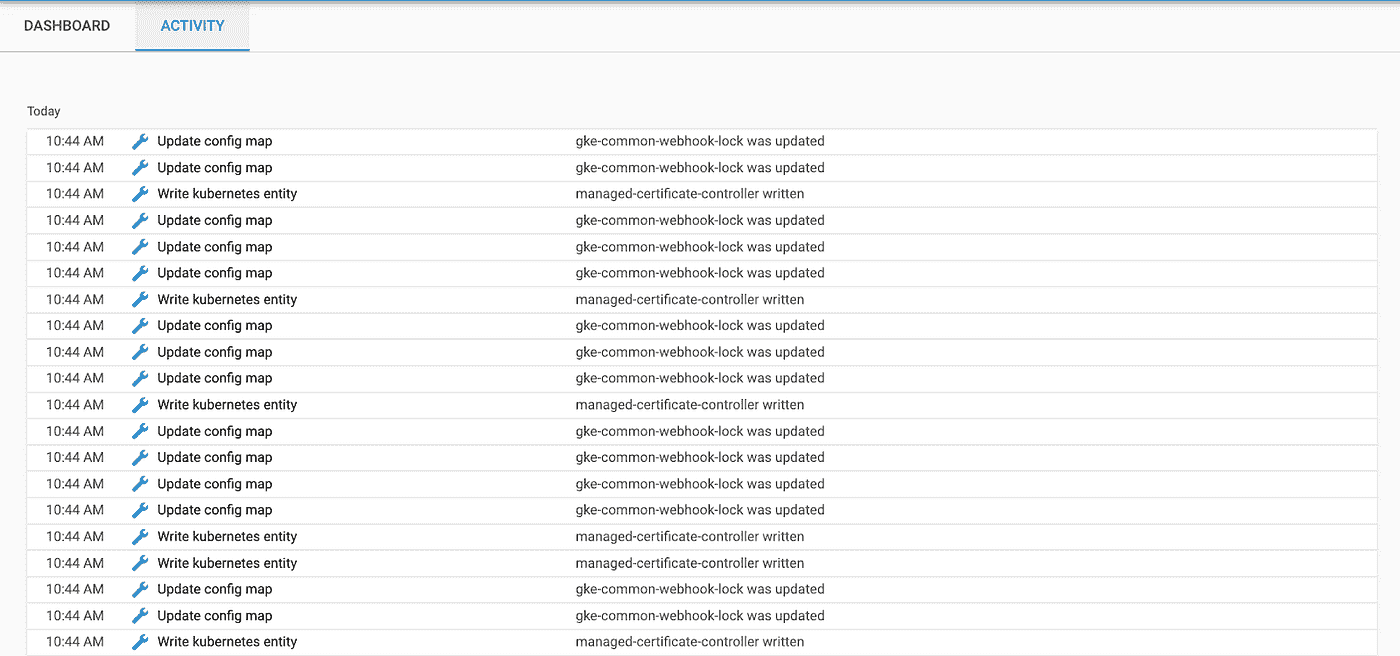 DASHBOARD ACTIVITY
Today
10:44 AM Update config map gke-common-webhook-lock was updated
10:44 AM Update config map gke-common-webhook-lock was updated
10:44 AM Write kubernetes entity managed-certificate-controller written
10:44 AM Update config map gke-common-webhook-lock was updated
10:44 AM Update config map gke-common-webhook-lock was updated
10:44 AM Update config map gke-common-webhook-lock was updated
10:44 AM Write kubernetes entity managed-certificate-controller written
10:44 AM Update config map gke-common-webhook-lock was updated
10:44 AM Update config map gke-common-webhook-lock was updated
10:44 AM Update config map gke-common-webhook-lock was updated
10:44 AM Write kubernetes entity managed-certificate-controller written
10:44 AM Update config map gke-common-webhook-lock was updated
10:44 AM Update config map gke-common-webhook-lock was updated
10:44 AM Update config map gke-common-webhook-lock was updated
10:44 AM Update config map gke-common-webhook-lock was updated
10:44 AM Write kubernetes entity managed-certificate-controller written
10:44 AM Write kubernetes entity managed-certificate-controller written
10:44 AM Update config map gke-common-webhook-lock was updated
10:44 AM Update config map gke-common-webhook-lock was updated
10:44 AM Write kubernetes entity managed-certificate-controller written